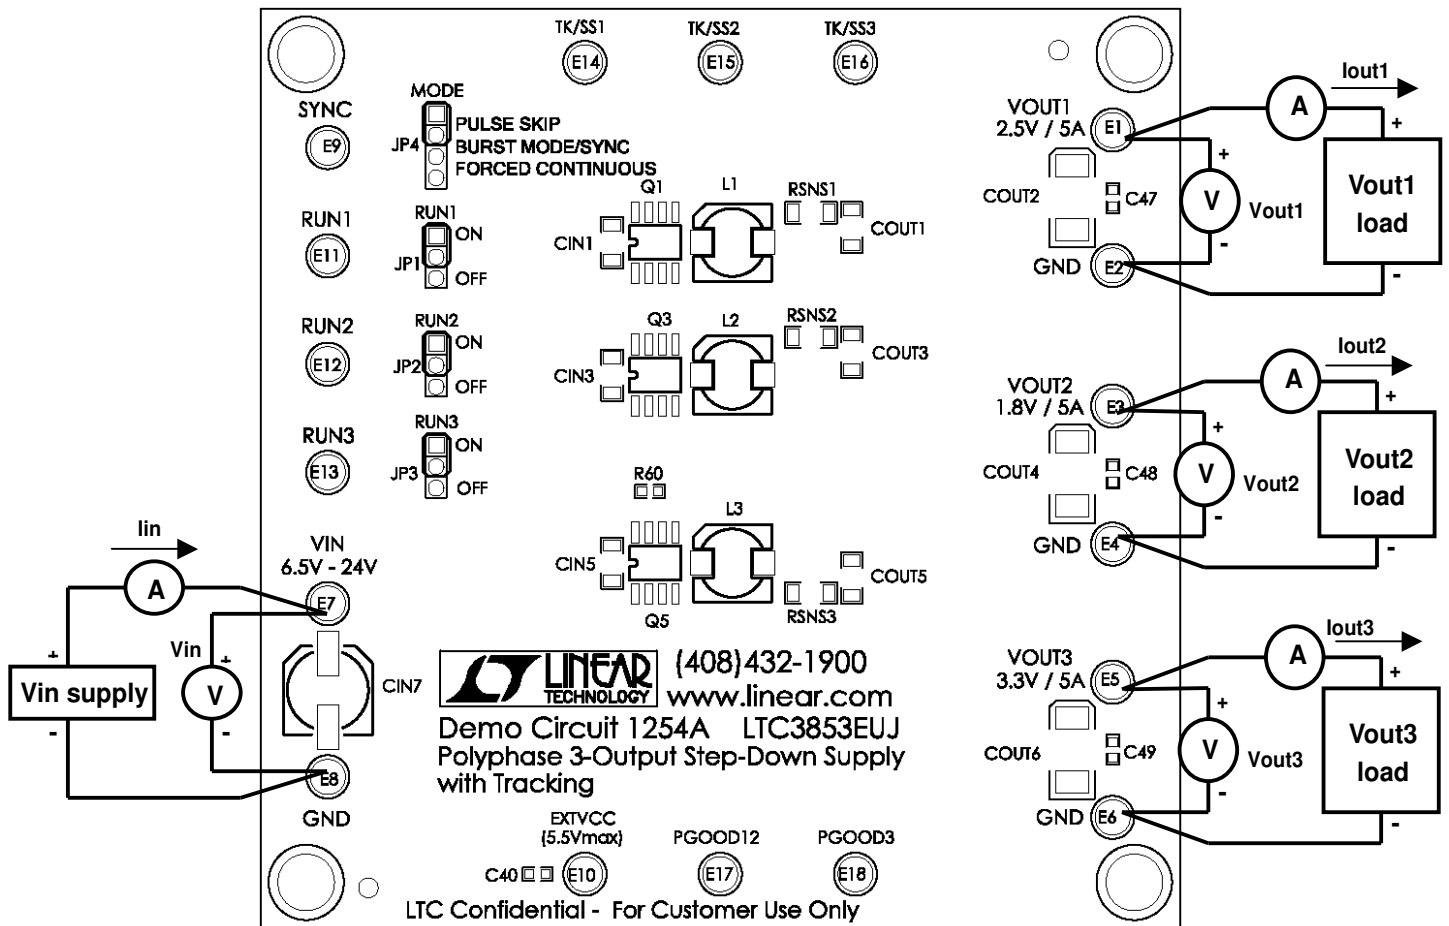 TK/SS1
TK/SS2
TK/SS3
E14
E15
E16
MODE
SYNC
E9
JP4
PULSE SKIP
BURST MODE/SYNC
FORCED CONTINUOUS
RUN1
E11
RUN1
ON
JP1
OFF
RUN2
E12
RUN2
ON
JP2
OFF
RUN3
E13
RUN3
ON
JP3
OFF
Q1
L1
RSNS1
CIN1
COUT1
Q3
L2
RSNS2
CIN3
COUT3
R60
L3
CIN5
COUT5
Q5
RSNS3
VOUT1
2.5V / 5A
E1
COUT2
C47
GND
E2
A
Iout1
+
+
V
Vout1
-
-
Vout1
load
VOUT2
1.8V / 5A
E3
COUT4
C48
GND
E4
A
Iout2
+
+
V
Vout2
-
-
Vout2
load
VOUT3
3.3V / 5A
E5
COUT6
C49
GND
E6
A
Iout3
+
+
V
Vout3
-
-
Vout3
load
Iin
A
VIN
6.5V - 24V
E7
Vin
+
+
Vin supply
V
-
-
CIN7
E8
GND
LINEAR
TECHNOLOGY
(408)432-1900
www.linear.com
Demo Circuit 1254A LTC3853EUJ
Polyphase 3-Output Step-Down Supply
with Tracking
EXTVCC
(5.5Vmax)
PGOOD12
PGOOD3
C40
E10
E17
E18
LTC Confidential - For Customer Use Only